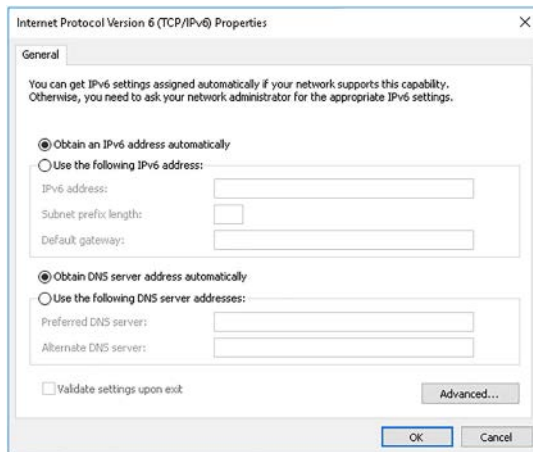 Internet Protocol Version 6 (TCP/IPv6) Properties
General
You can get IPv6 settings assigned automatically if your network supports this capability.
Otherwise, you need to ask your network administrator for the appropriate IPv6 settings.
Obtain an IPv6 address automatically
Use the following IPv6 address:
IPv6 address:
Subnet prefix length:
Default gateway:
Obtain DNS server address automatically
Use the following DNS server addresses:
Preferred DNS server:
Alternate DNS server:
Validate settings upon exit
Advanced...
OK
Cancel